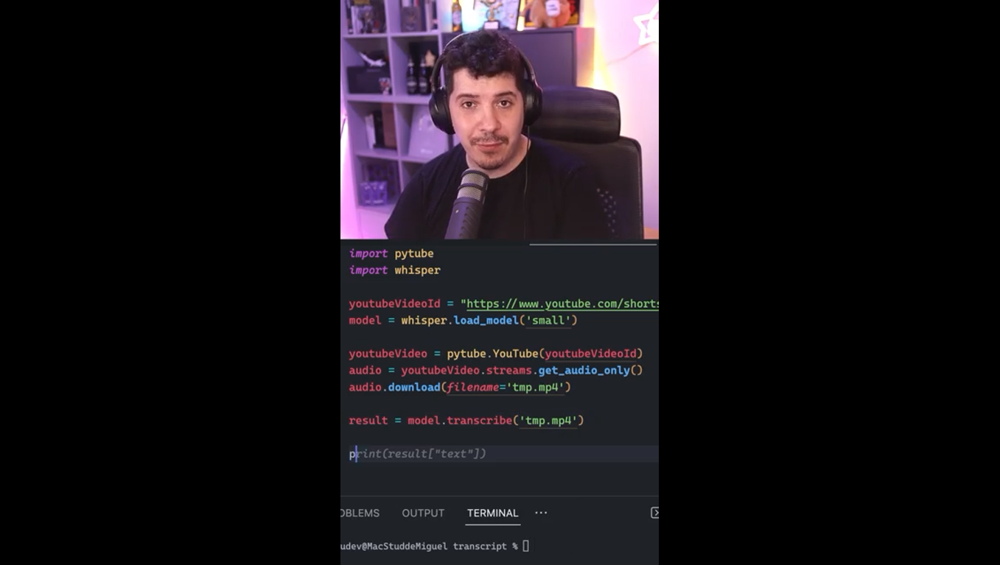 import pytube
import whisper
youtubeVideoId = "https://www.youtube.com/shorts
model = whisper.load_model('small')
youtubeVideo = pytube.YouTube(youtubeVideoId)
audio = youtubeVideo.streams.get_audio_only()
audio.download(filename='tmp.mp4')
result = model.transcribe('tmp.mp4')
print(result["text"])
OBLEMS OUTPUT TERMINAL ...
udev@MacStuddeMiguel transcript %